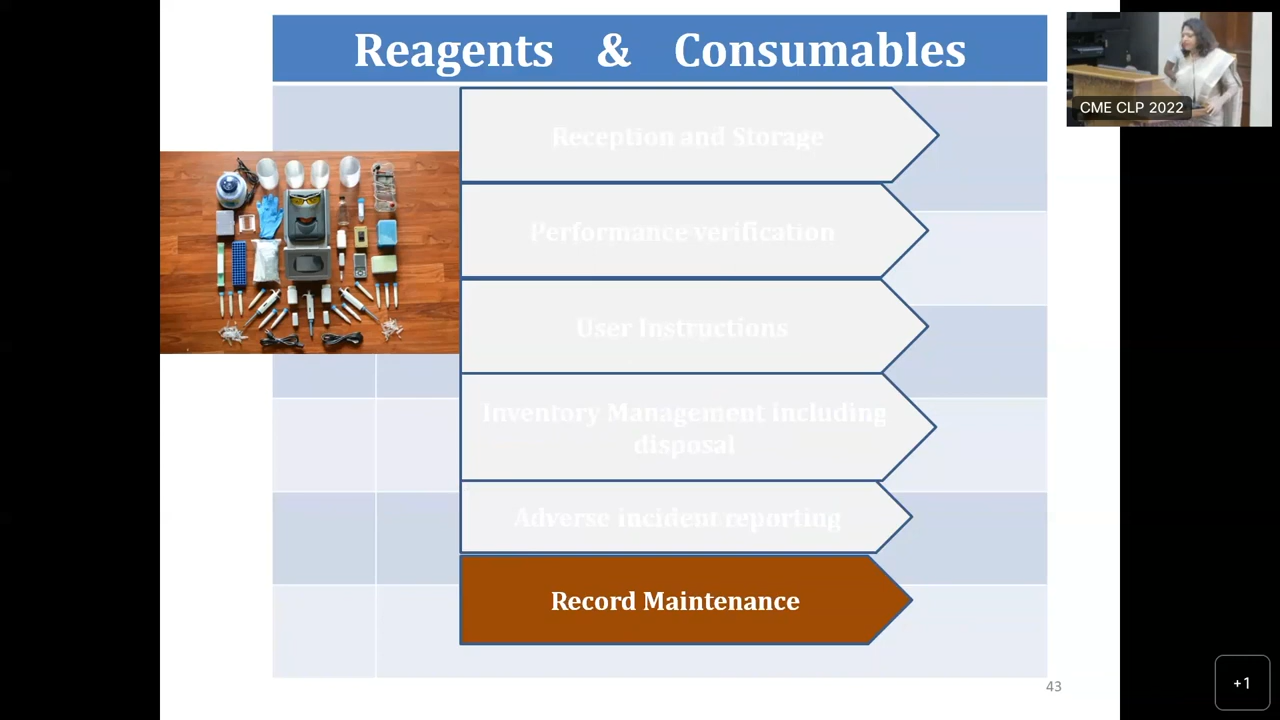 Reagents & Consumables
CME CLP 2022
Reception and Storage
Performance verification
User Instructions
Inventory Management including
disposal
Adverse incident reporting
Record Maintenance
43
+1